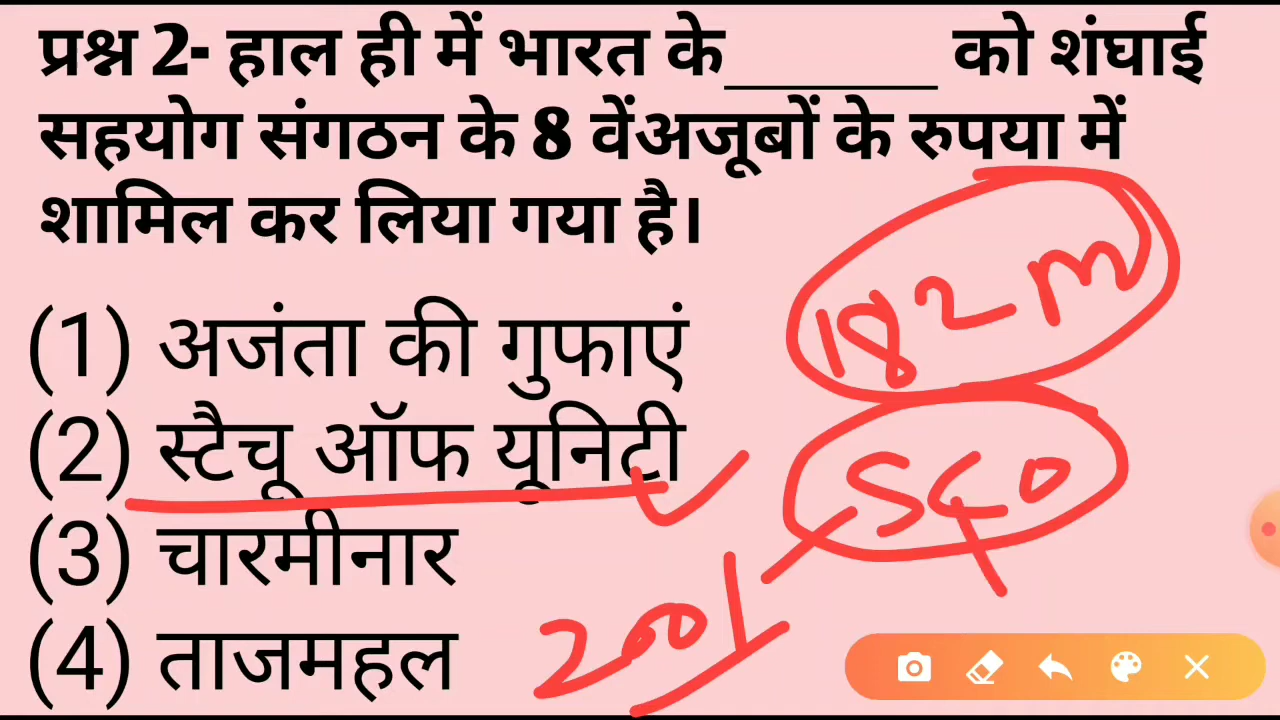 प्रश्न 2- हाल ही में भारत के________ को शंघाई
सहयोग संगठन के 8 वेंअजूबों के रुपया में
शामिल कर लिया गया है।
(1) अजंता की गुफाएं
(2) स्टैचू ऑफ यूनिटी
(3) चारमीनार
(4) ताजमहल
182 m
SCO
2001